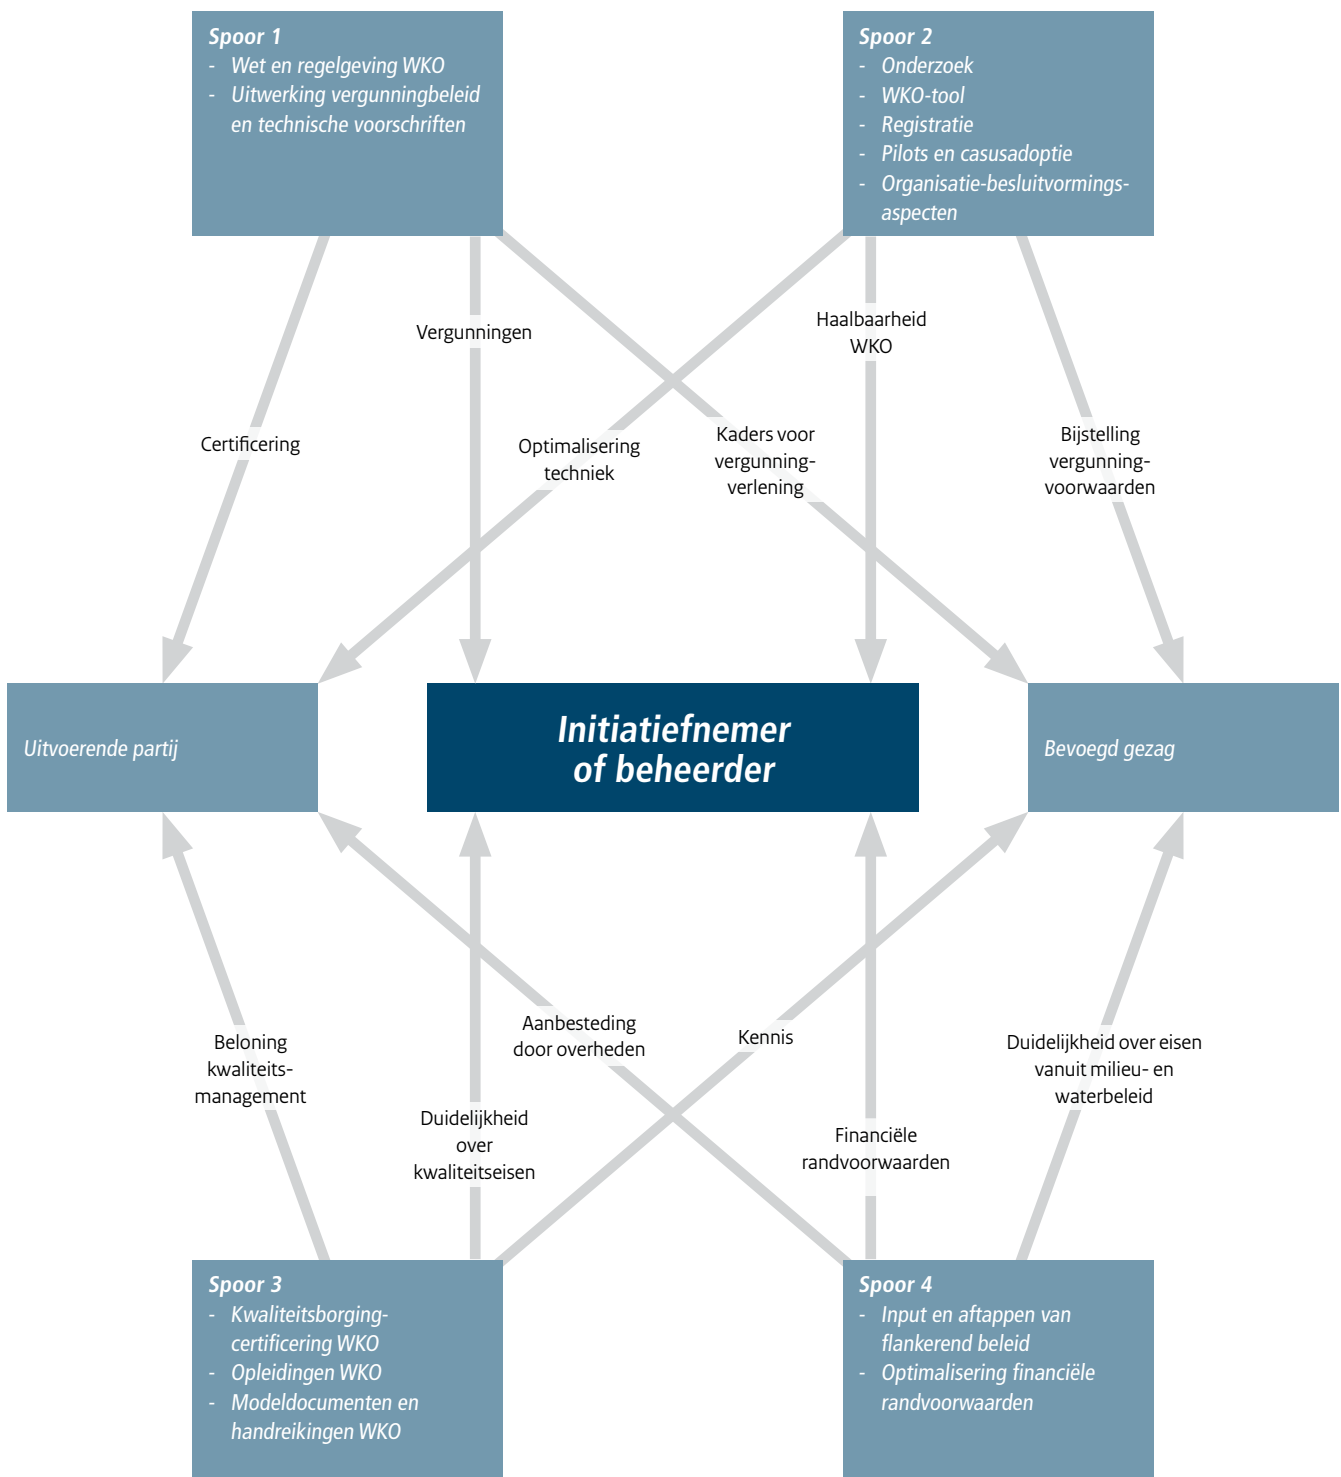 Spoor 1
- Wet en regelgeving WKO
- Uitwerking vergunningbeleid
en technische voorschriften
Spoor 2
- Onderzoek
- WKO-tool
- Registratie
- Pilots en casusadoptie
- Organisatie-besluitvormings-
aspecten
Vergunningen
Haalbaarheid
WKO
Certificering
Optimalisering
techniek
Kaders voor
vergunning-
verlening
Bijstelling
vergunning-
voorwaarden
Uitvoerende partij
Initiatiefnemer
of beheerder
Bevoegd gezag
Beloning
kwaliteits-
management
Duidelijkheid
over
kwaliteitseisen
Aanbesteding
door overheden
Kennis
Financiële
randvoorwaarden
Duidelijkheid over eisen
vanuit milieu- en
waterbeleid
Spoor 3
- Kwaliteitsborging-
certificering WKO
- Opleidingen WKO
- Modeldocumenten en
handreikingen WKO
Spoor 4
- Input en aftappen van
flankerend beleid
- Optimalisering financiële
randvoorwaarden